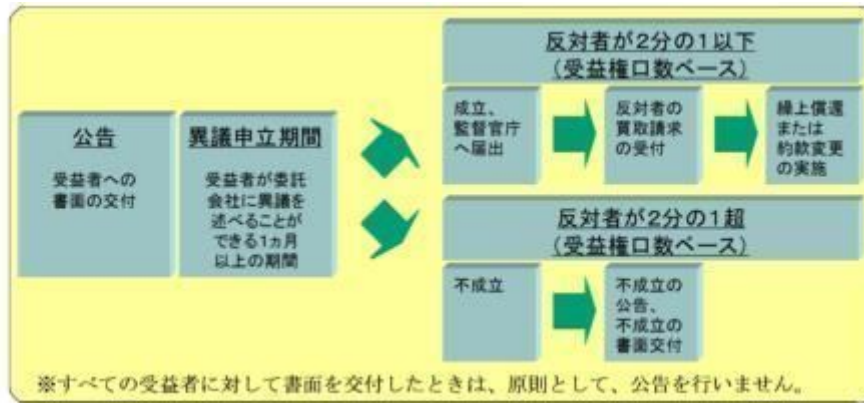 公告
受益者への
書面の交付
異議申立期間
受益者が委託
会社に異議を
述べることが
できる1ヵ月
以上の期間
反対者が2分の1以下
(受益権口数ベース)
成立、
監督官庁
へ届出
反対者の
買取請求
の受付
繰上償還
または
約款変更
の実施
反対者が2分の1超
(受益権口数ベース)
不成立
不成立の
公告、
不成立の
書面交付
※すべての受益者に対して書面を交付したときは、原則として、公告を行いません。